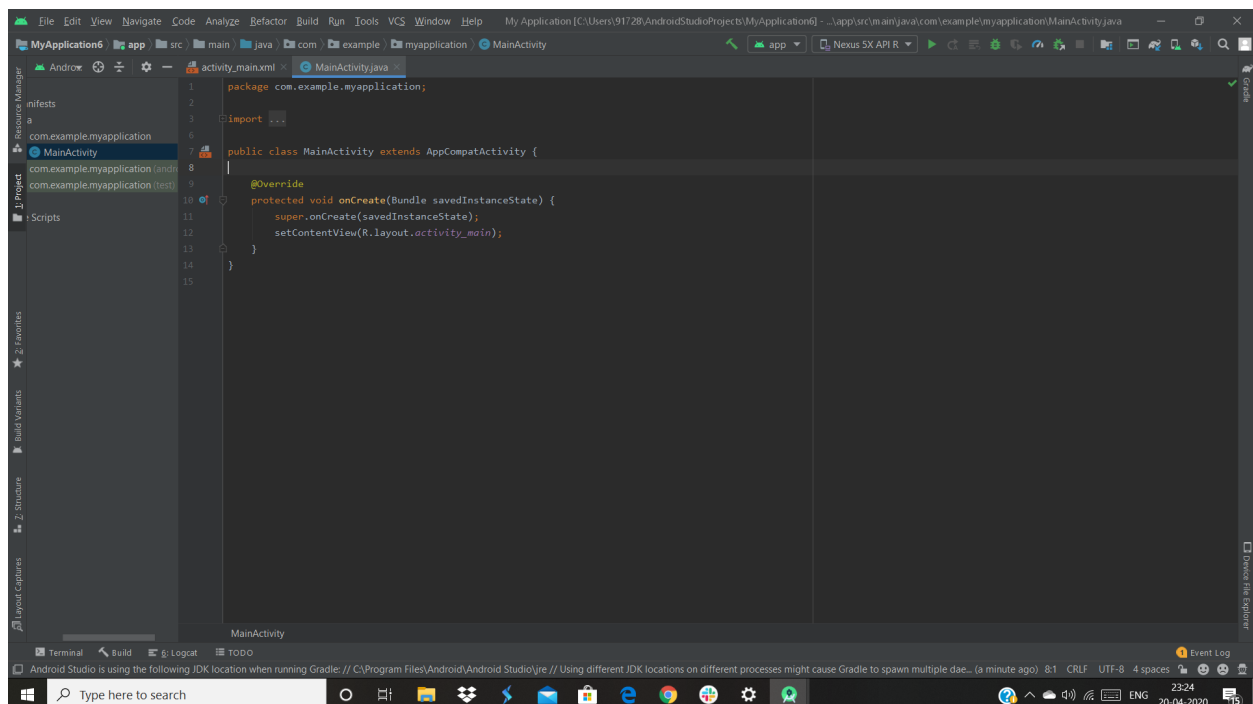 File Edit View Navigate Code Analyze Refactor Build Run Tools VCS Window Help My Application [C:\Users\91728\AndroidStudioProjects\MyApplication6] - ...\app\src\main\java\com\example\myapplication\MainActivity.java
MyApplication6 app src main java com example myapplication MainActivity app Nexus 5X API R
Androi activity_main.xml MainActivity.java
Resource Manager
1: Project
2: Favorites
Build Variants
Z: Structure
Layout Captures
anifests
a
com.example.myapplication
MainActivity
com.example.myapplication (andr
com.example.myapplication (test)
Scripts
1 package com.example.myapplication;
2
3 import ...
6
7 public class MainActivity extends AppCompatActivity {
8
9 @Override
10 protected void onCreate(Bundle savedInstanceState) {
11 super.onCreate(savedInstanceState);
12 setContentView(R.layout.activity_main);
13 }
14 }
15
Gradle
Device File Explorer
MainActivity
Terminal Build 6: Logcat TODO 1 Event Log
Android Studio is using the following JDK location when running Gradle: // C:\Program Files\Android\Android Studio\jre // Using different JDK locations on different processes might cause Gradle to spawn multiple dae... (a minute ago) 8:1 CRLF UTF-8 4 spaces
Type here to search ENG 23:24
20-04-2020 15